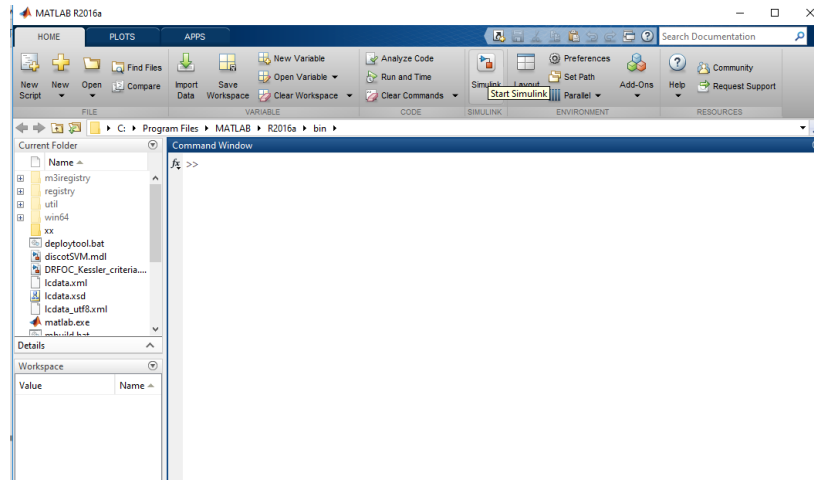 MATLAB R2016a
HOME PLOTS APPS Search Documentation
New Script New Open Find Files Compare
Import Data Save Workspace New Variable Open Variable Clear Workspace
Analyze Code Run and Time Clear Commands
Simulink Layout Preferences Set Path Parallel Add-Ons
Help Community Request Support
Start Simulink
FILE VARIABLE CODE SIMULINK ENVIRONMENT RESOURCES
C: Program Files MATLAB R2016a bin
Current Folder
Command Window
Name
fx >>
m3iregistry
registry
util
win64
xx
deploytool.bat
discotSVM.mdl
DRFOC_Kessler_criteria....
lcdata.xml
lcdata.xsd
lcdata_utf8.xml
matlab.exe
mbuild.bat
Details
Workspace
Value Name